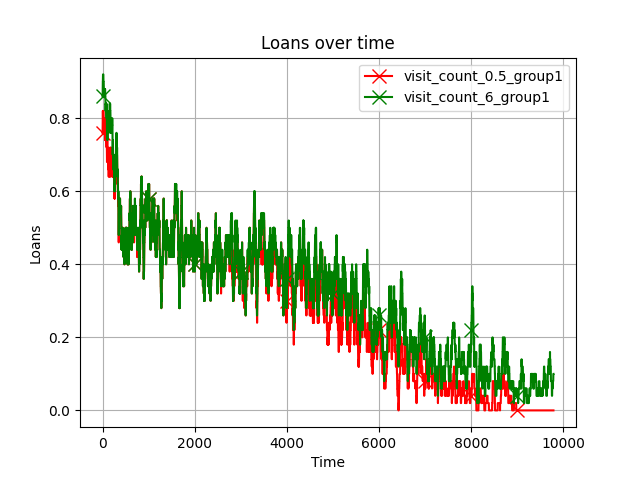 Loans over time
visit_count_0.5_group1
visit_count_6_group1
Loans
0.8
0.6
0.4
0.2
0.0
0
2000
4000
6000
8000
10000
Time